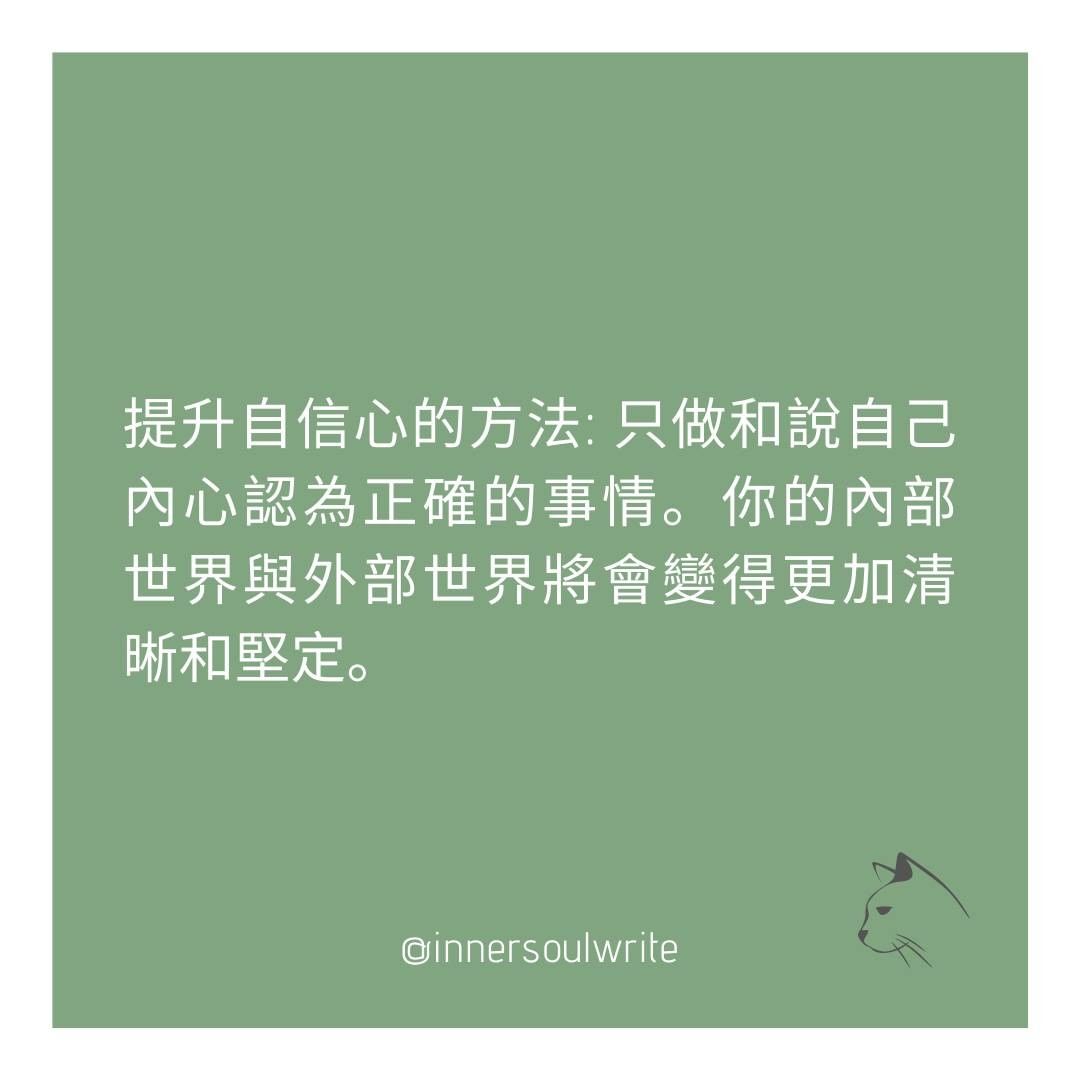 提升自信心的方法: 只做和說自己
內心認為正確的事情。你的內部
世界與外部世界將會變得更加清
晰和堅定。
@innersoulwrite